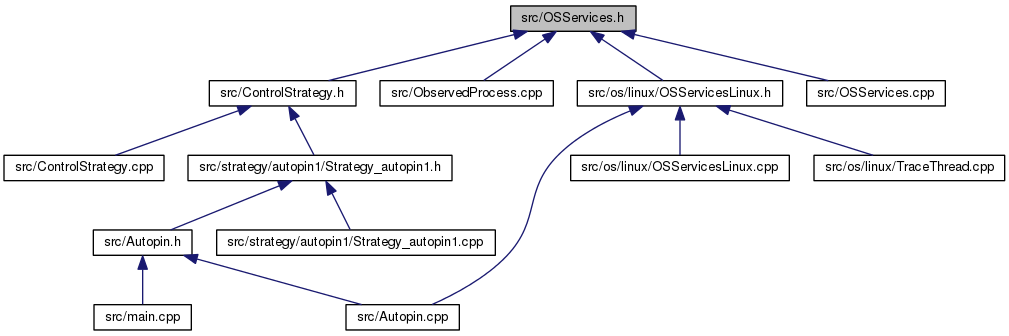 src/OSServices.h
src/ControlStrategy.h
src/ObservedProcess.cpp
src/os/linux/OSServicesLinux.h
src/OSServices.cpp
src/ControlStrategy.cpp
src/strategy/autopin1/Strategy_autopin1.h
src/os/linux/OSServicesLinux.cpp
src/os/linux/TraceThread.cpp
src/Autopin.h
src/strategy/autopin1/Strategy_autopin1.cpp
src/main.cpp
src/Autopin.cpp